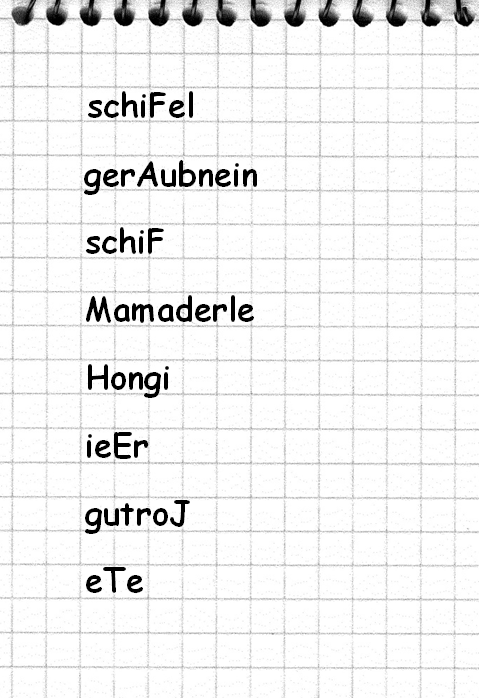 schiFel
gerAubnein
schiF
Mamaderle
Hongi
ieEr
gutroJ
eTe